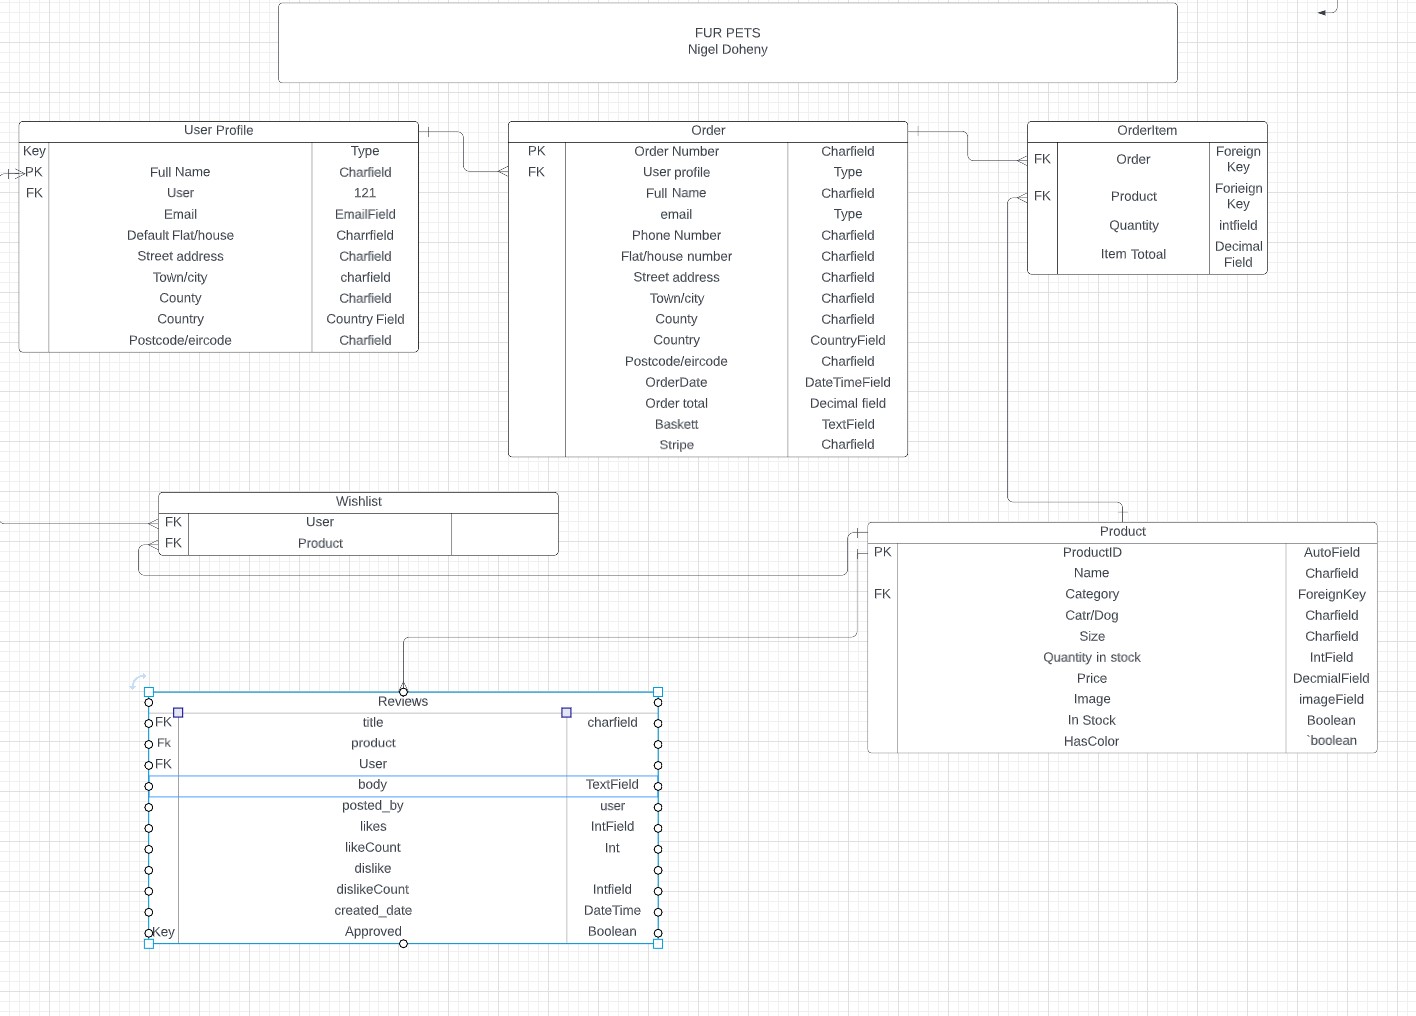 FUR PETS
Nigel Doheny
User Profile
Key Type
PK Full Name Charfield
FK User 121
Email EmailField
Default Flat/house Charrfield
Street address Charfield
Town/city charfield
County Charfield
Country Country Field
Postcode/eircode Charfield
Order
PK Order Number Charfield
FK User profile Type
Full Name Charfield
email Type
Phone Number Charfield
Flat/house number Charfield
Street address Charfield
Town/city Charfield
County Charfield
Country CountryField
Postcode/eircode Charfield
OrderDate DateTimeField
Order total Decimal field
Baskett TextField
Stripe Charfield
OrderItem
FK Order Foreign
Key
FK Product Forieign
Key
Quantity intfield
Item Totoal Decimal
Field
Wishlist
FK User
FK Product
Product
PK ProductID AutoField
Name Charfield
FK Category ForeignKey
Catr/Dog Charfield
Size Charfield
Quantity in stock IntField
Price DecmialField
Image imageField
In Stock Boolean
HasColor `boolean
Reviews
FK title charfield
Fk product
FK User
body TextField
posted_by user
likes IntField
likeCount Int
dislike
dislikeCount Intfield
created_date DateTime
Key Approved Boolean